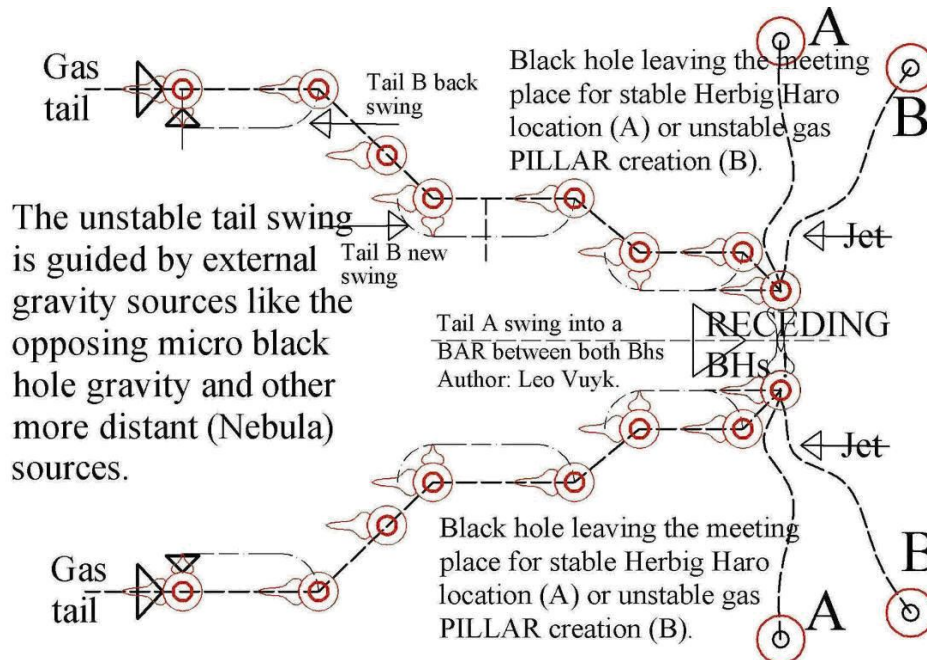 A
B
Gas
tail
Tail B back
swing
Black hole leaving the meeting
place for stable Herbig Haro
location (A) or unstable gas
PILLAR creation (B).
The unstable tail swing
is guided by external
gravity sources like the
opposing micro black
hole gravity and other
more distant (Nebula)
sources.
Tail B new
swing
Jet
Tail A swing into a
BAR between both Bhs
Author: Leo Vuyk.
RECEDING
BHs.
Jet
Gas
tail
Black hole leaving the meeting
place for stable Herbig Haro
location (A) or unstable gas
PILLAR creation (B).
B
A